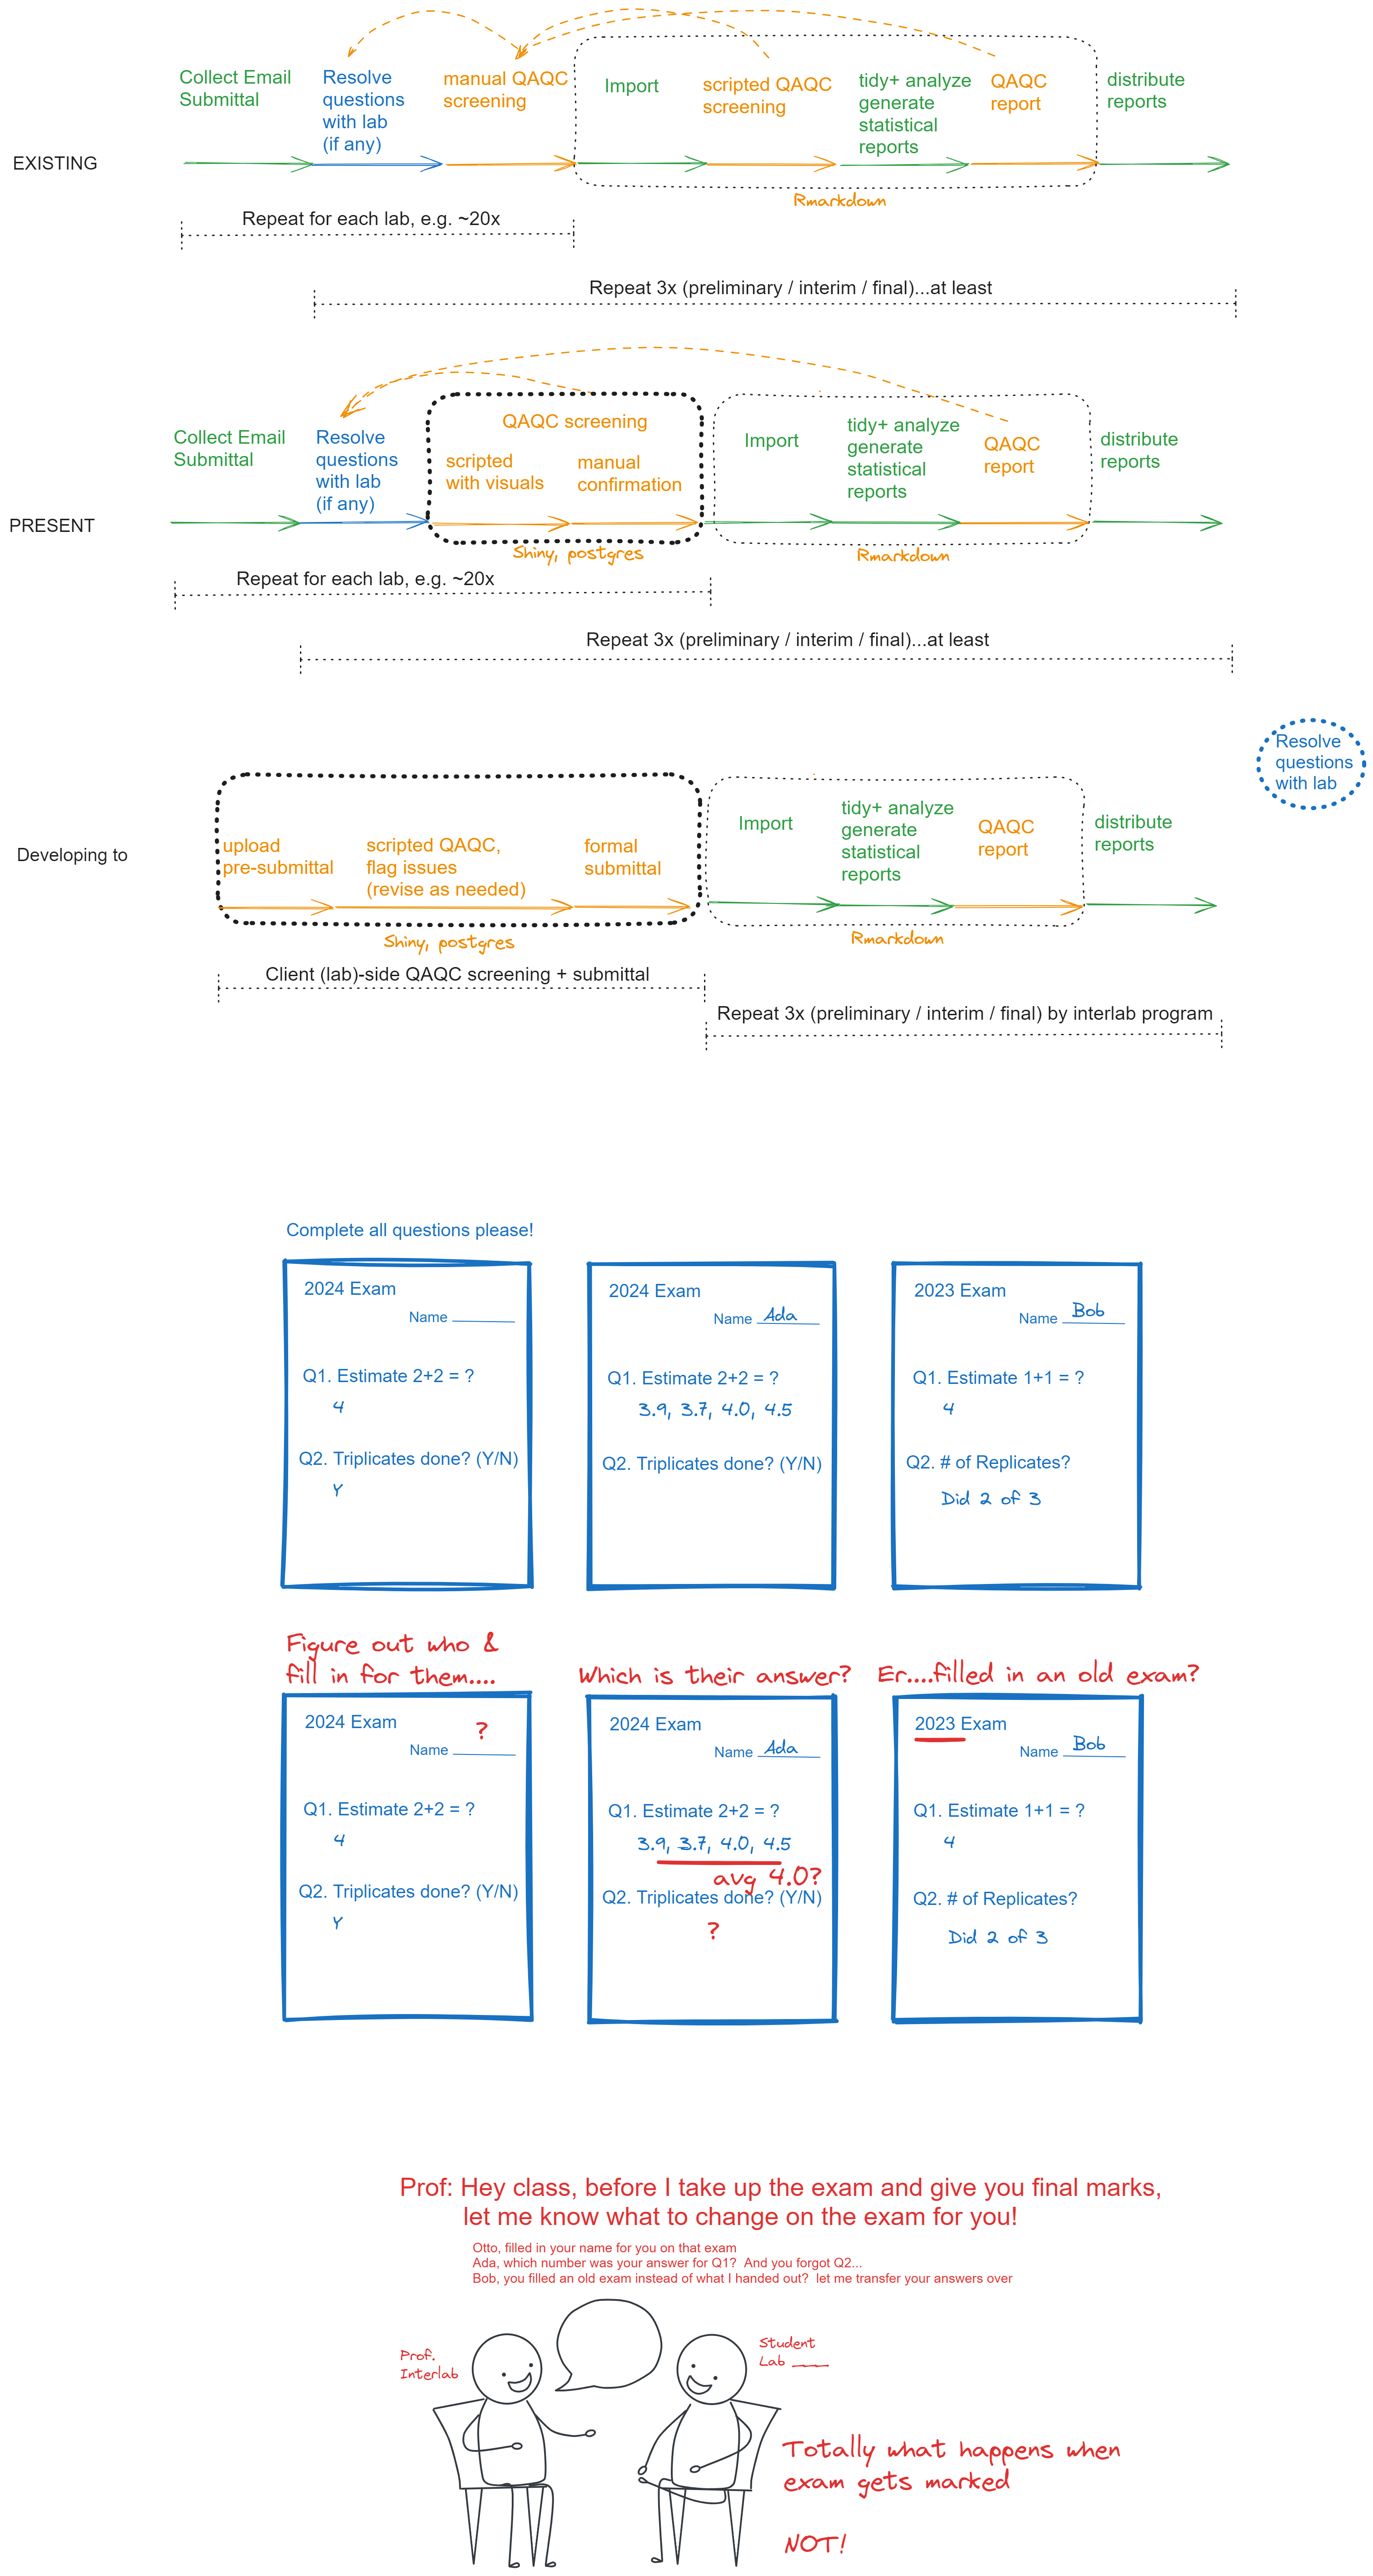 Collect Email
Submittal
Resolve
questions
with lab
(if any)
manual QAQC
screening
Import
scripted QAQC
screening
tidy+ analyze
generate
statistical
reports
QAQC
report
distribute
reports
EXISTING
Rmarkdown
Repeat for each lab, e.g. ~20x
Repeat 3x (preliminary / interim / final)...at least
Collect Email
Submittal
Resolve
questions
with lab
(if any)
QAQC screening
scripted
with visuals
manual
confirmation
Import
tidy+ analyze
generate
statistical
reports
QAQC
report
distribute
reports
PRESENT
Shiny, postgres
Rmarkdown
Repeat for each lab, e.g. ~20x
Repeat 3x (preliminary / interim / final)...at least
Resolve
questions
with lab
Developing to
upload
pre-submittal
scripted QAQC,
flag issues
(revise as needed)
formal
submittal
Import
tidy+ analyze
generate
statistical
reports
QAQC
report
distribute
reports
Shiny, postgres
Rmarkdown
Client (lab)-side QAQC screening + submittal
Repeat 3x (preliminary / interim / final) by interlab program
Complete all questions please!
2024 Exam
Name
Q1. Estimate 2+2 = ?
4
Q2. Triplicates done? (Y/N)
Y
2024 Exam
Name Ada
Q1. Estimate 2+2 = ?
3.9, 3.7, 4.0, 4.5
Q2. Triplicates done? (Y/N)
2023 Exam
Name Bob
Q1. Estimate 1+1 = ?
4
Q2. # of Replicates?
Did 2 of 3
Figure out who &
fill in for them....
2024 Exam
?
Name
Q1. Estimate 2+2 = ?
4
Q2. Triplicates done? (Y/N)
Y
Which is their answer?
2024 Exam
Name Ada
Q1. Estimate 2+2 = ?
3.9, 3.7, 4.0, 4.5
avg 4.0?
Q2. Triplicates done? (Y/N)
?
Er....filled in an old exam?
2023 Exam
Name Bob
Q1. Estimate 1+1 = ?
4
Q2. # of Replicates?
Did 2 of 3
Prof: Hey class, before I take up the exam and give you final marks,
let me know what to change on the exam for you!
Otto, filled in your name for you on that exam
Ada, which number was your answer for Q1? And you forgot Q2...
Bob, you filled an old exam instead of what I handed out? let me transfer your answers over
Prof.
Interlab
Student
Lab ____
Totally what happens when
exam gets marked
NOT!